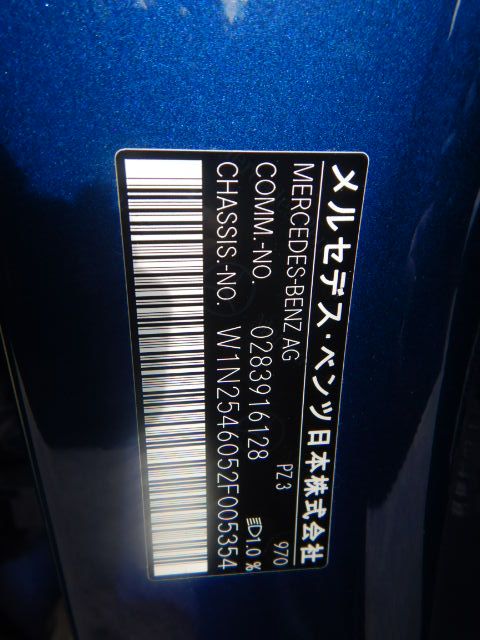 メルセデス・ベンツ日本株式会社
MERCEDES-BENZ AG PZ3 970
COMM.-NO. 0283916128 1.0 %
CHASSIS.-NO. W1N2546052F005354